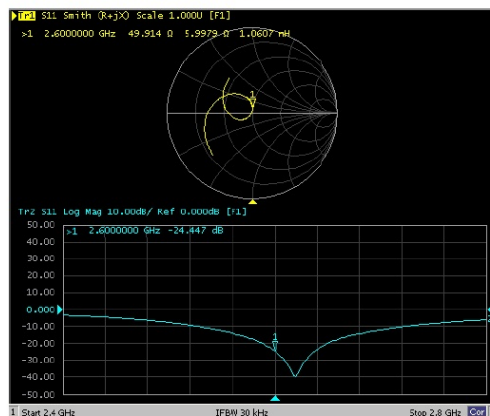 Tr1 S11 Smith (R+jX) Scale 1.000U [F1]
>1 2.6000000 GHz 49.914 Ω 5.9979 Ω 1.0607 nH
1
Tr2 S11 Log Mag 10.00dB/ Ref 0.000dB [F1]
50.00
>1 2.6000000 GHz -24.447 dB
40.00
30.00
20.00
10.00
0.000
-10.00
1
-20.00
-30.00
-40.00
-50.00
1 Start 2.4 GHz IFBW 30 kHz Stop 2.8 GHz Cor